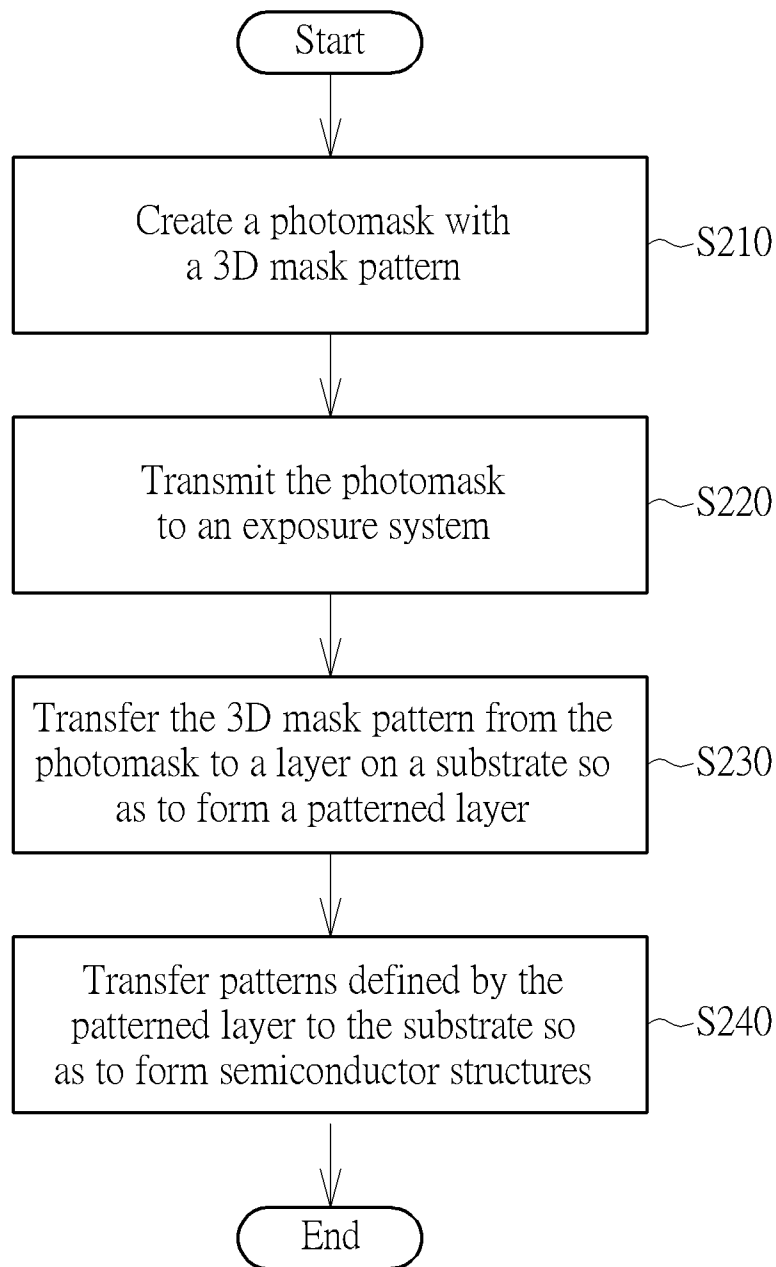 Start
Create a photomask with
a 3D mask pattern
S210
Transmit the photomask
to an exposure system
S220
Transfer the 3D mask pattern from the
photomask to a layer on a substrate so
as to form a patterned layer
S230
Transfer patterns defined by the
patterned layer to the substrate so
as to form semiconductor structures
S240
End